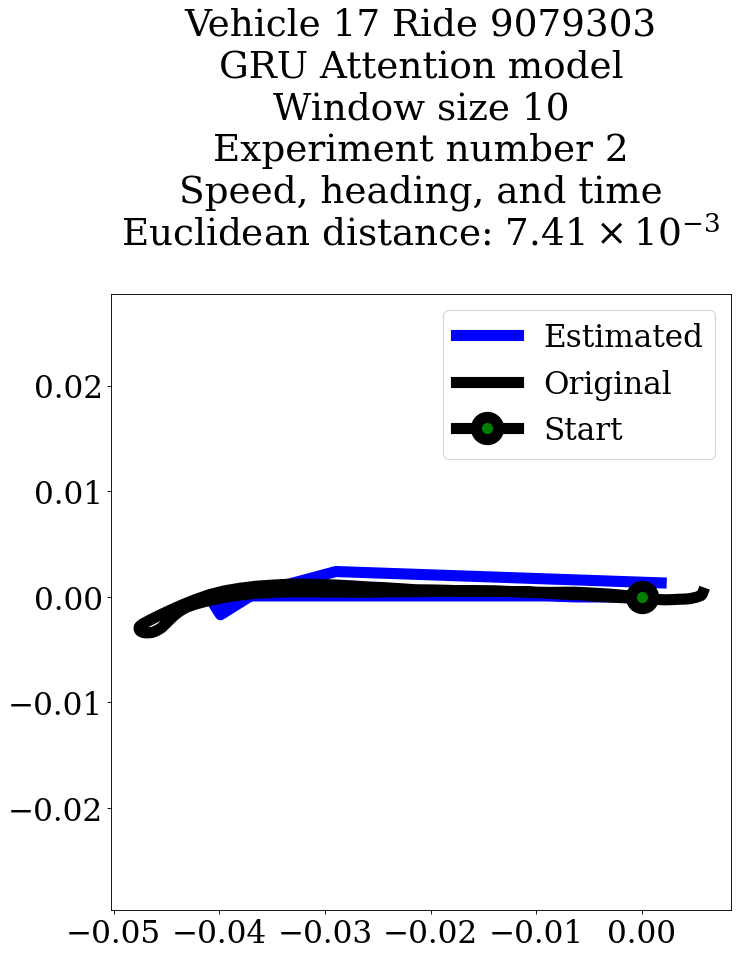 Vehicle 17 Ride 9079303
GRU Attention model
Window size 10
Experiment number 2
Speed, heading, and time
Euclidean distance: 7.41 × 10⁻³
Estimated
Original
Start
0.02
0.01
0.00
−0.01
−0.02
−0.05 −0.04 −0.03 −0.02 −0.01 0.00